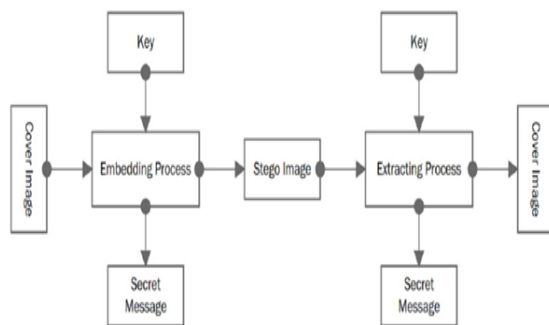 Key
Key
Cover Image
Embedding Process
Stego Image
Extracting Process
Cover Image
Secret
Message
Secret
Message